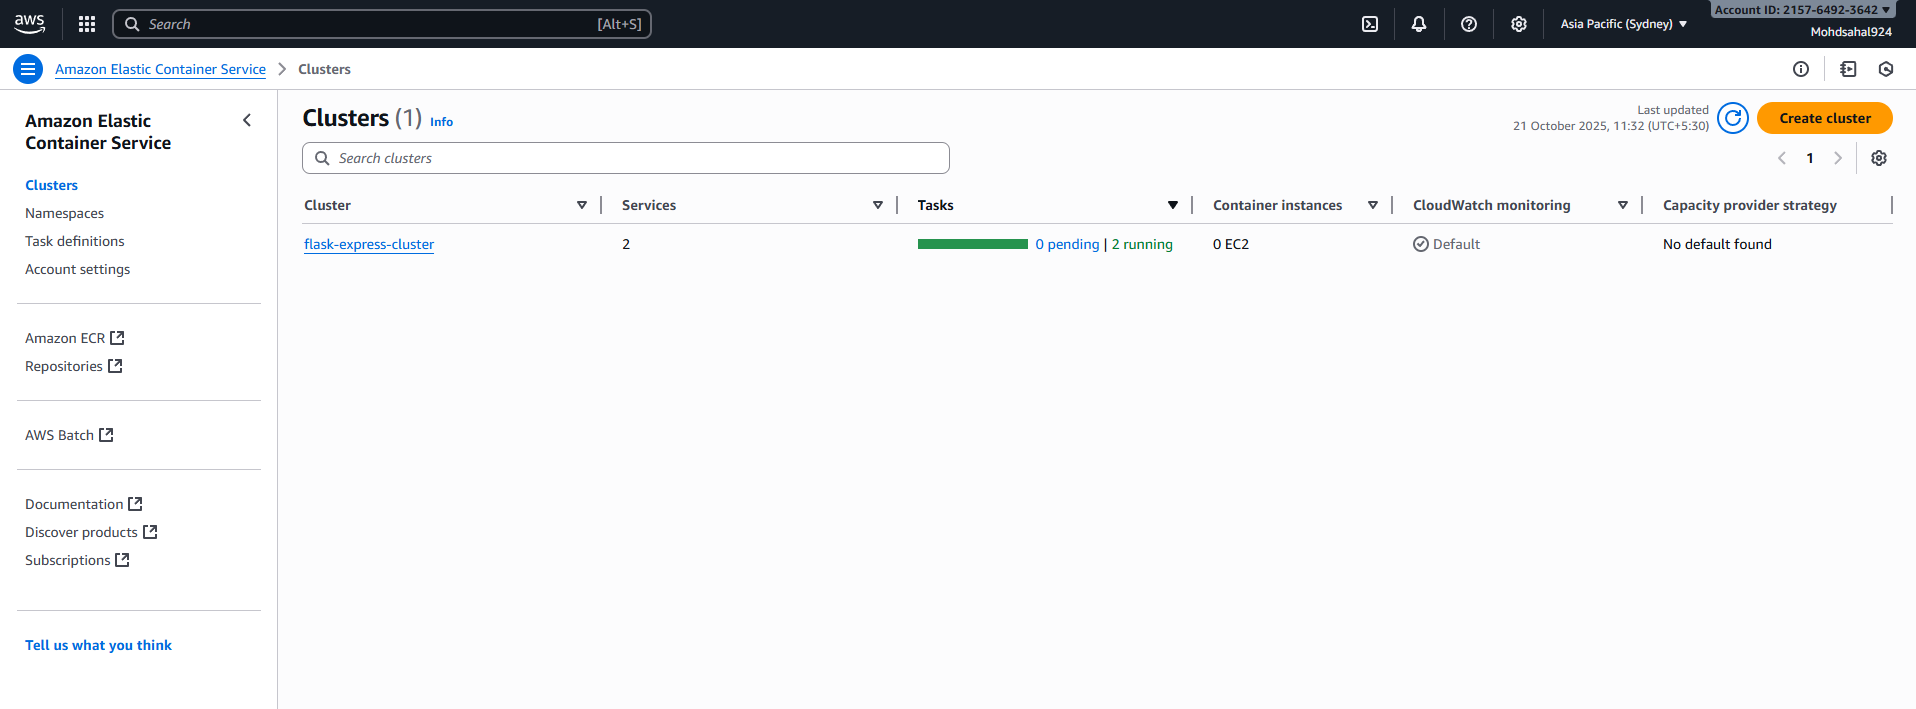 aws
Search [Alt+S]
Asia Pacific (Sydney)
Account ID: 2157-6492-3642
Mohdsahal924
Amazon Elastic Container Service > Clusters
Amazon Elastic
Container Service
Clusters
Namespaces
Task definitions
Account settings
Amazon ECR
Repositories
AWS Batch
Documentation
Discover products
Subscriptions
Tell us what you think
Clusters (1) Info
Last updated
21 October 2025, 11:32 (UTC+5:30)
Create cluster
Search clusters
1
Cluster Services Tasks Container instances CloudWatch monitoring Capacity provider strategy
flask-express-cluster 2 0 pending | 2 running 0 EC2 Default No default found